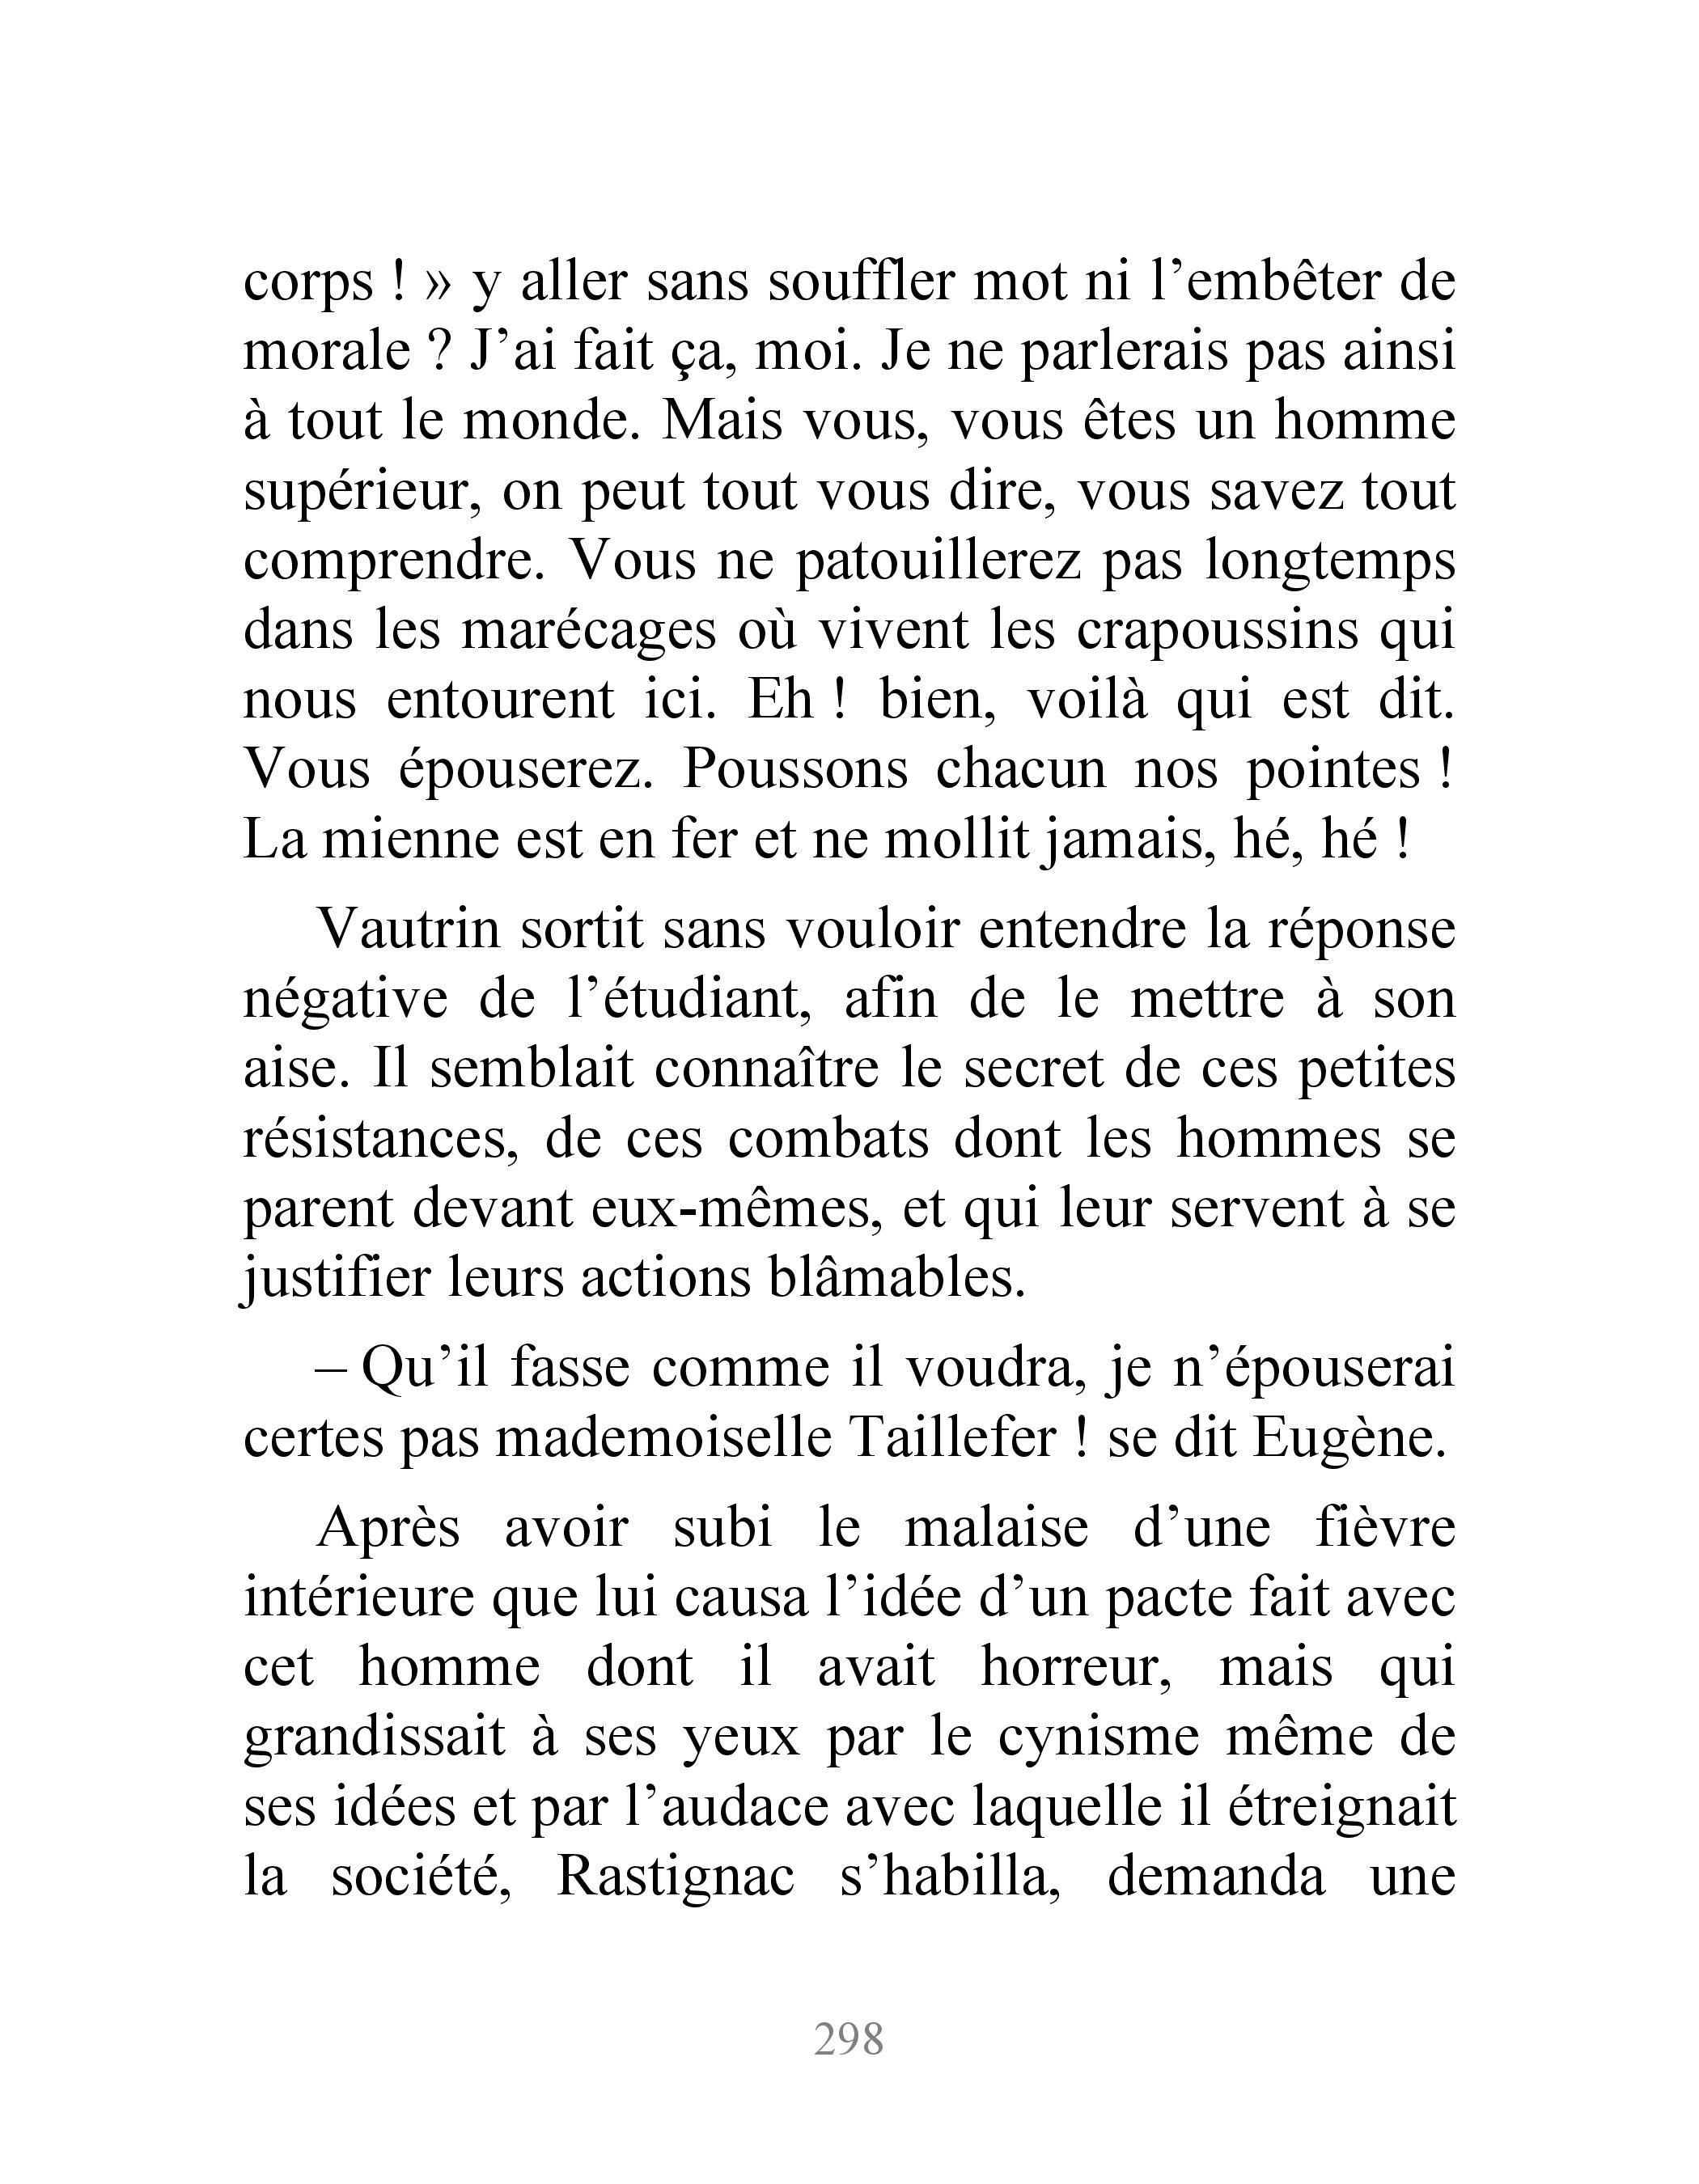 corps ! » y aller sans souffler mot ni l’embêter de
morale ? J’ai fait ça, moi. Je ne parlerais pas ainsi
à tout le monde. Mais vous, vous êtes un homme
supérieur, on peut tout vous dire, vous savez tout
comprendre. Vous ne patouillerez pas longtemps
dans les marécages où vivent les crapoussins qui
nous entourent ici. Eh ! bien, voilà qui est dit.
Vous épouserez. Poussons chacun nos pointes !
La mienne est en fer et ne mollit jamais, hé, hé !
Vautrin sortit sans vouloir entendre la réponse
négative de l’étudiant, afin de le mettre à son
aise. Il semblait connaître le secret de ces petites
résistances, de ces combats dont les hommes se
parent devant eux-mêmes, et qui leur servent à se
justifier leurs actions blâmables.
– Qu’il fasse comme il voudra, je n’épouserai
certes pas mademoiselle Taillefer ! se dit Eugène.
Après avoir subi le malaise d’une fièvre
intérieure que lui causa l’idée d’un pacte fait avec
cet homme dont il avait horreur, mais qui
grandissait à ses yeux par le cynisme même de
ses idées et par l’audace avec laquelle il étreignait
la société, Rastignac s’habilla, demanda une
298